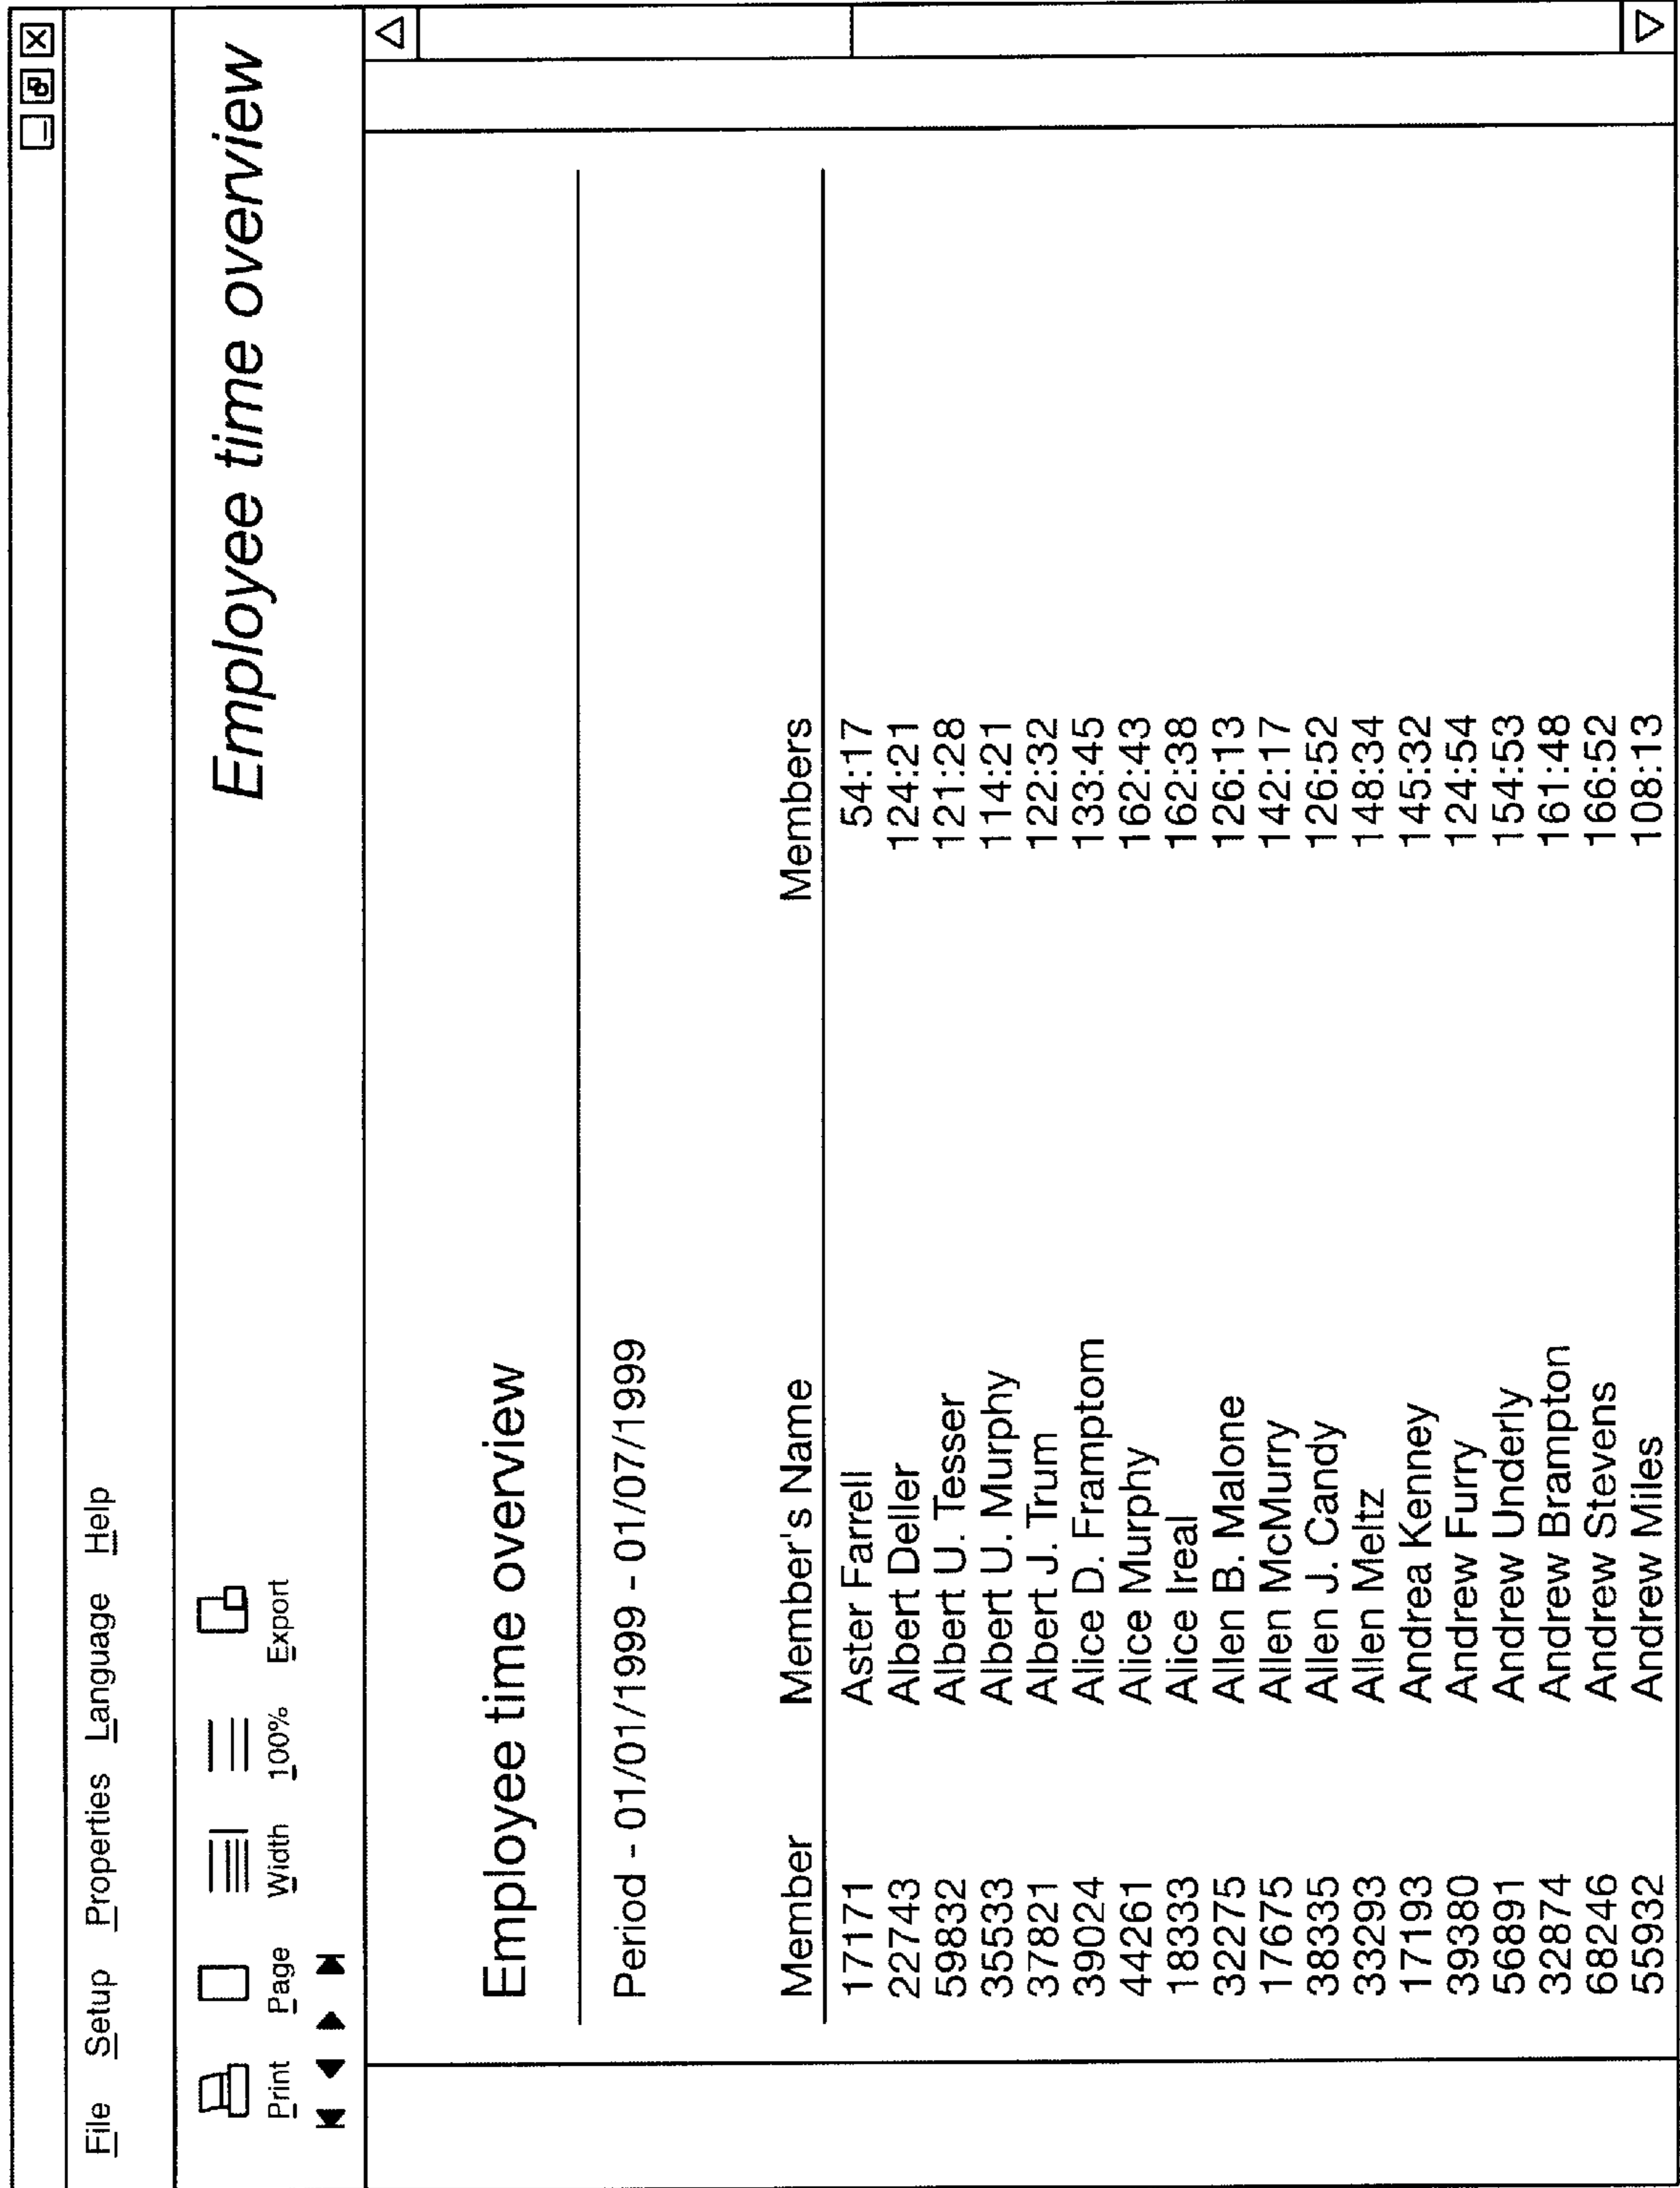 File Setup Properties Language Help
Print Page Width 100% Export
Employee time overview
Employee time overview
Period - 01/01/1999 - 01/07/1999
Member Member's Name Members
17171 Aster Farrell 54:17
22743 Albert Deller 124:21
59832 Albert U. Tesser 121:28
35533 Albert U. Murphy 114:21
37821 Albert J. Trum 122:32
39024 Alice D. Framptom 133:45
44261 Alice Murphy 162:43
18333 Alice Ireal 162:38
32275 Allen B. Malone 126:13
17675 Allen McMurry 142:17
38335 Allen J. Candy 126:52
33293 Allen Meltz 148:34
17193 Andrea Kenney 145:32
39380 Andrew Furry 124:54
56891 Andrew Underly 154:53
32874 Andrew Brampton 161:48
68246 Andrew Stevens 166:52
55932 Andrew Miles 108:13